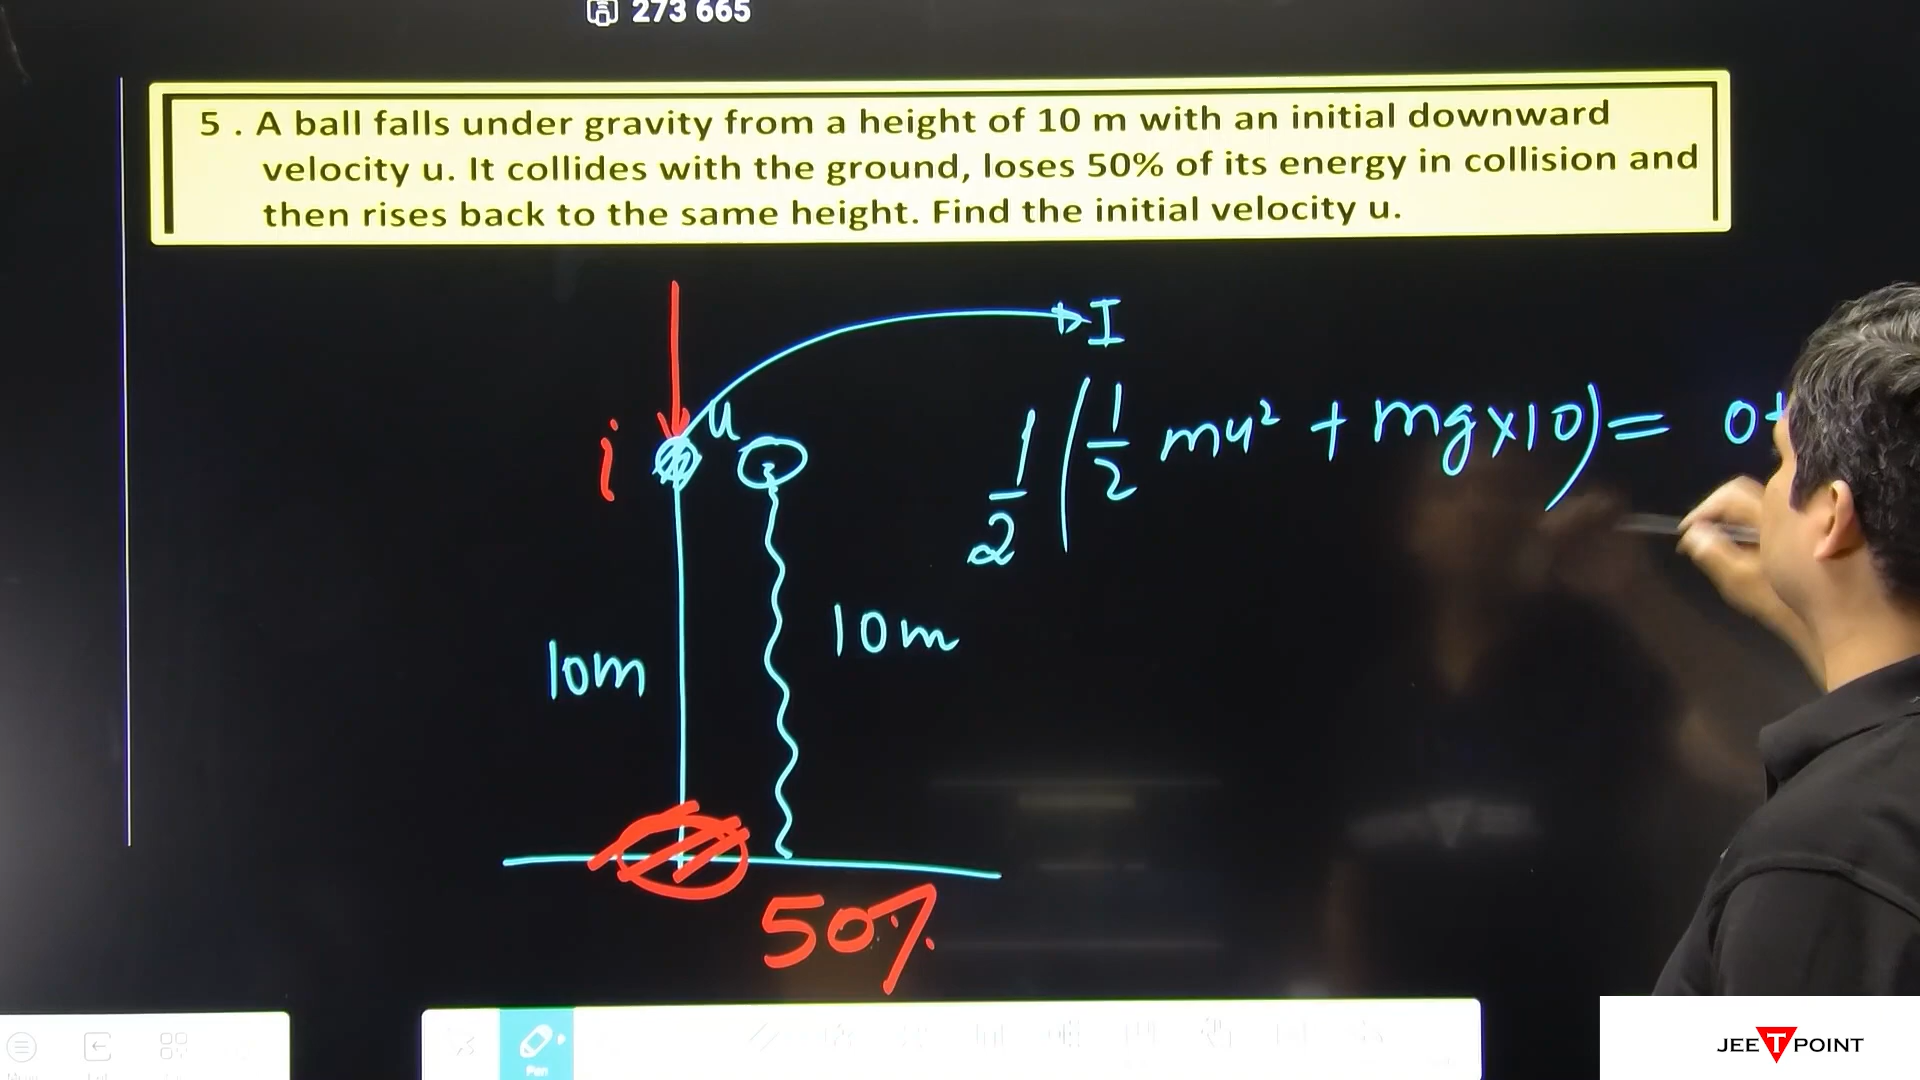 273 665
5 . A ball falls under gravity from a height of 10 m with an initial downward
velocity u. It collides with the ground, loses 50% of its energy in collision and
then rises back to the same height. Find the initial velocity u.
I
u
i
1/2 (1/2 mu² + mg×10) = 0+
10m
10m
50%
Pen
JEE T POINT